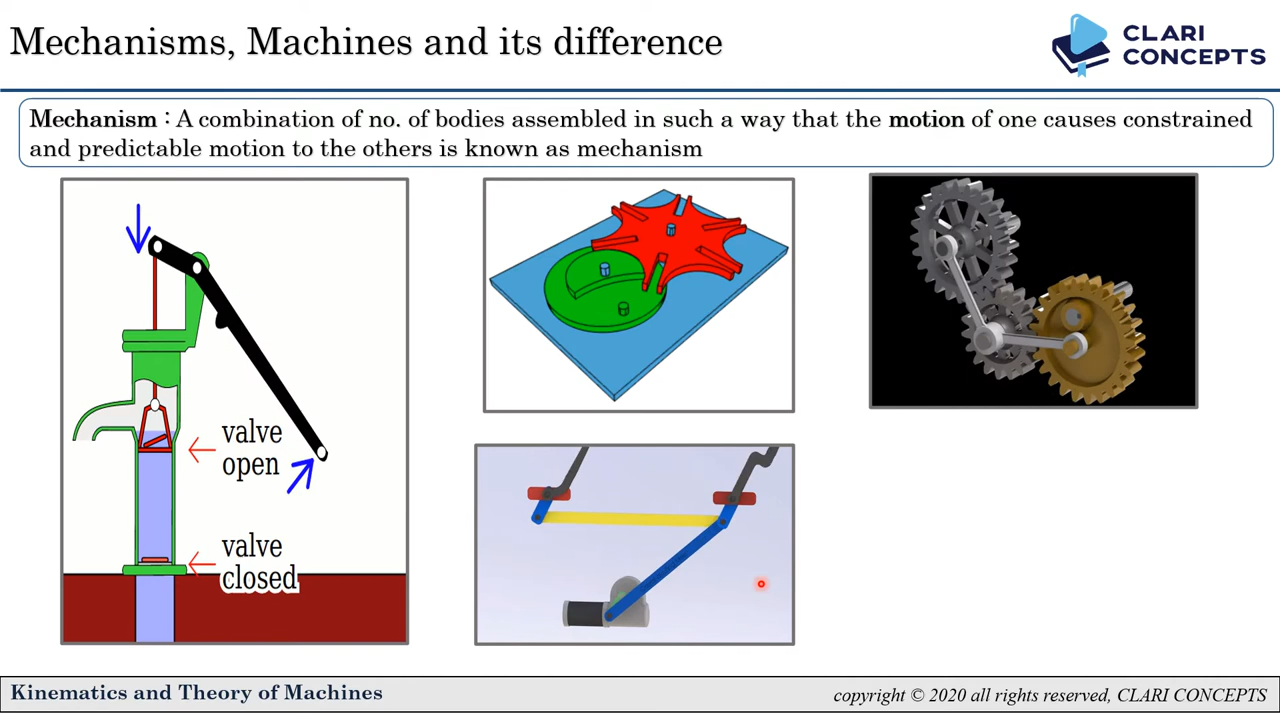 Mechanisms, Machines and its difference
CLARI
CONCEPTS
Mechanism : A combination of no. of bodies assembled in such a way that the motion of one causes constrained
and predictable motion to the others is known as mechanism
valve
open
valve
closed
Kinematics and Theory of Machines
copyright © 2020 all rights reserved, CLARI CONCEPTS